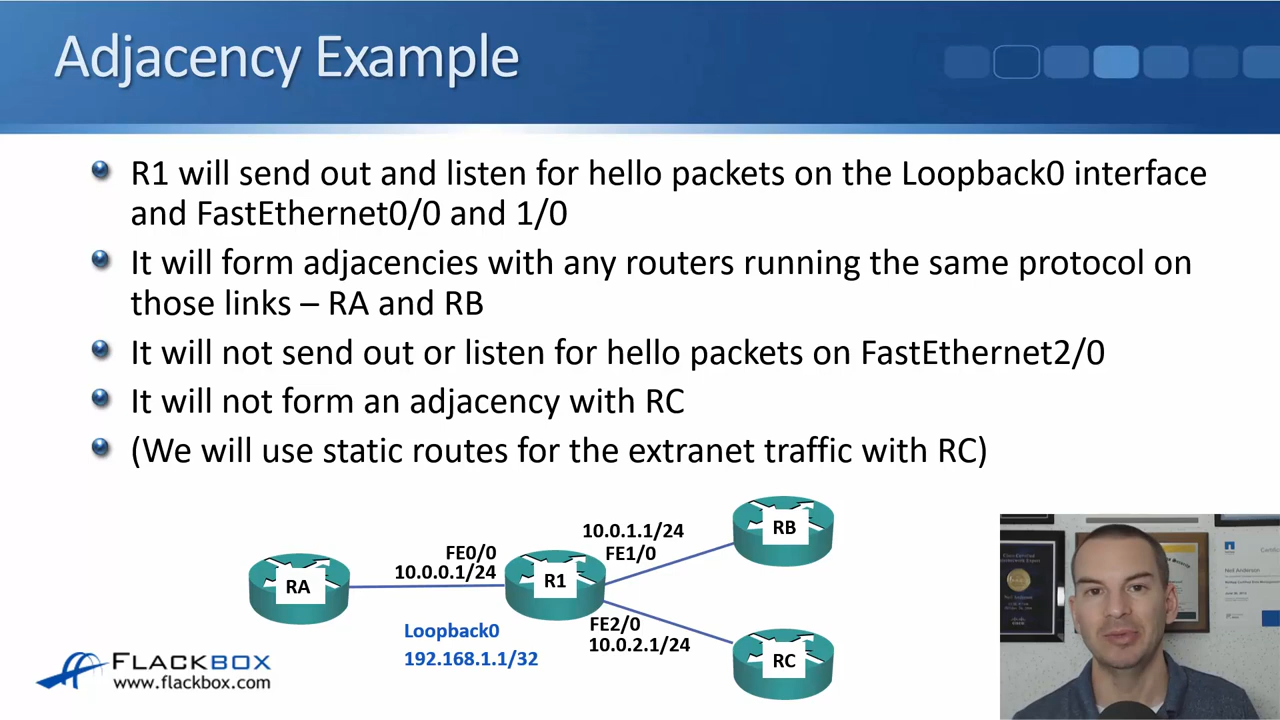 Adjacency Example
R1 will send out and listen for hello packets on the Loopback0 interface
and FastEthernet0/0 and 1/0
It will form adjacencies with any routers running the same protocol on
those links – RA and RB
It will not send out or listen for hello packets on FastEthernet2/0
It will not form an adjacency with RC
(We will use static routes for the extranet traffic with RC)
10.0.1.1/24
FE1/0
RB
FE0/0
10.0.0.1/24
RA
R1
Loopback0
192.168.1.1/32
FE2/0
10.0.2.1/24
RC
FLACKBOX
www.flackbox.com